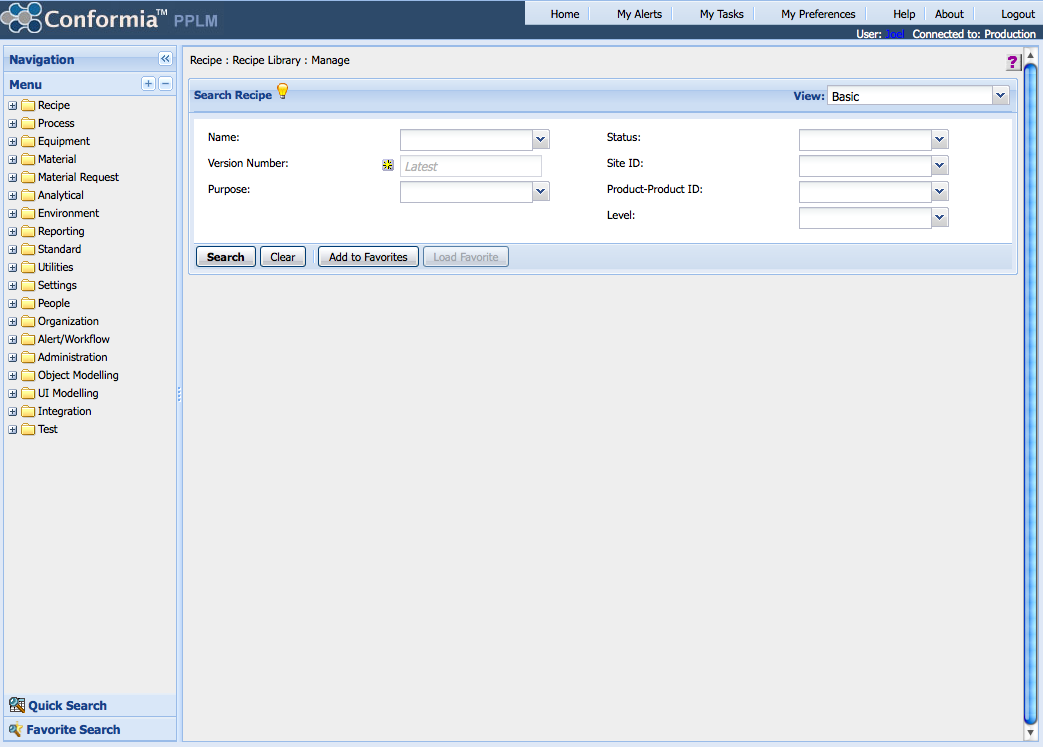 Conformia™ PPLM
Home My Alerts My Tasks My Preferences Help About Logout
User: Joel Connected to: Production
Navigation
Menu
Recipe
Process
Equipment
Material
Material Request
Analytical
Environment
Reporting
Standard
Utilities
Settings
People
Organization
Alert/Workflow
Administration
Object Modelling
UI Modelling
Integration
Test
Quick Search
Favorite Search
Recipe : Recipe Library : Manage
?
Search Recipe
View: Basic
Name:
Version Number: Latest
Purpose:
Status:
Site ID:
Product-Product ID:
Level:
Search Clear Add to Favorites Load Favorite